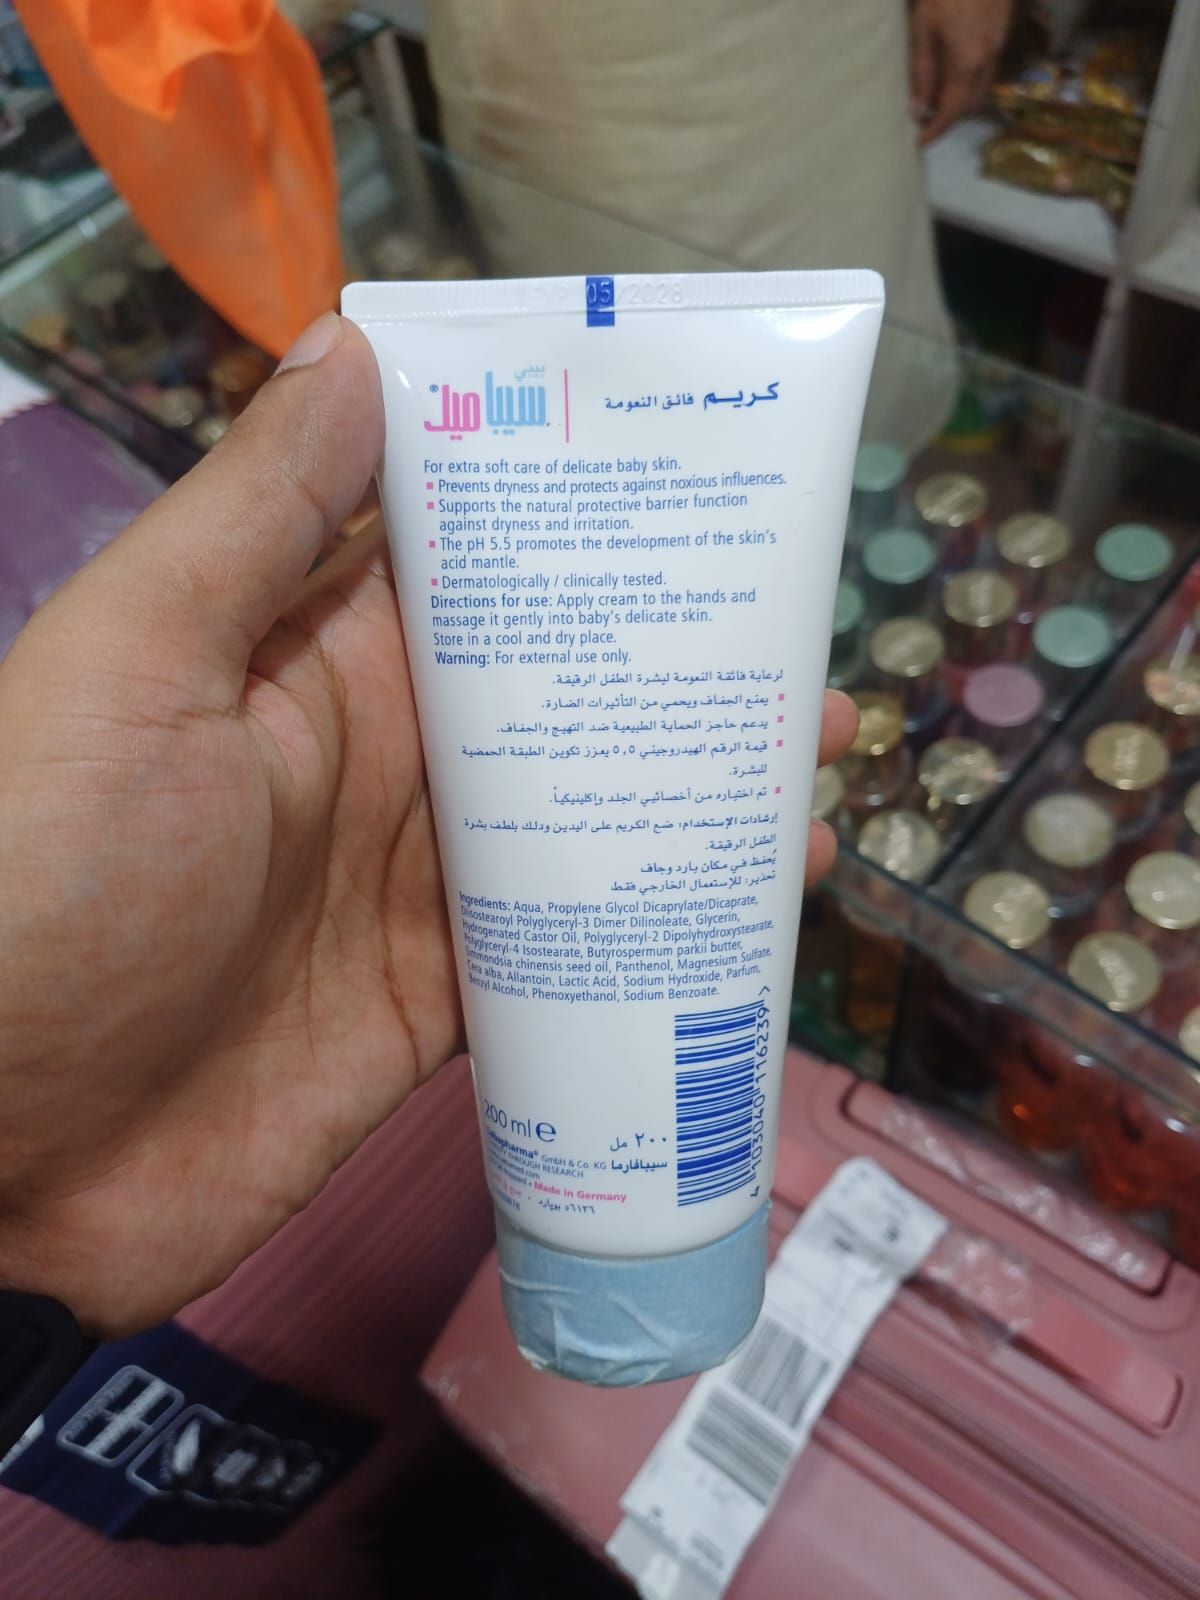 EXP 05/2028
بيبي
سيباميد®
كريم فائق النعومة
For extra soft care of delicate baby skin.
▪ Prevents dryness and protects against noxious influences.
▪ Supports the natural protective barrier function
against dryness and irritation.
▪ The pH 5.5 promotes the development of the skin's
acid mantle.
▪ Dermatologically / clinically tested.
Directions for use: Apply cream to the hands and
massage it gently into baby's delicate skin.
Store in a cool and dry place.
Warning: For external use only.
لرعاية فائقة النعومة لبشرة الطفل الرقيقة.
▪ يمنع الجفاف ويحمي من التأثيرات الضارة.
▪ يدعم حاجز الحماية الطبيعية ضد التهيج والجفاف.
▪ قيمة الرقم الهيدروجيني ٥,٥ يعزز تكوين الطبقة الحمضية
للبشرة.
▪ تم اختباره من أخصائيي الجلد وإكلينيكياً.
إرشادات الإستخدام: ضع الكريم على اليدين ودلك بلطف بشرة
الطفل الرقيقة.
يُحفظ في مكان بارد وجاف
تحذير: للإستعمال الخارجي فقط
Ingredients: Aqua, Propylene Glycol Dicaprylate/Dicaprate,
Diisostearoyl Polyglyceryl-3 Dimer Dilinoleate, Glycerin,
Hydrogenated Castor Oil, Polyglyceryl-2 Dipolyhydroxystearate,
Polyglyceryl-4 Isostearate, Butyrospermum parkii butter,
Simmondsia chinensis seed oil, Panthenol, Magnesium Sulfate,
Cera alba, Allantoin, Lactic Acid, Sodium Hydroxide, Parfum,
Benzyl Alcohol, Phenoxyethanol, Sodium Benzoate.
4 103040 116239 >
200 ml e
٢٠٠ مل
Sebapharma® GmbH & Co. KG
سيبافارما
THROUGH RESEARCH
Made in Germany
٥٦١٣٦ بوبارد